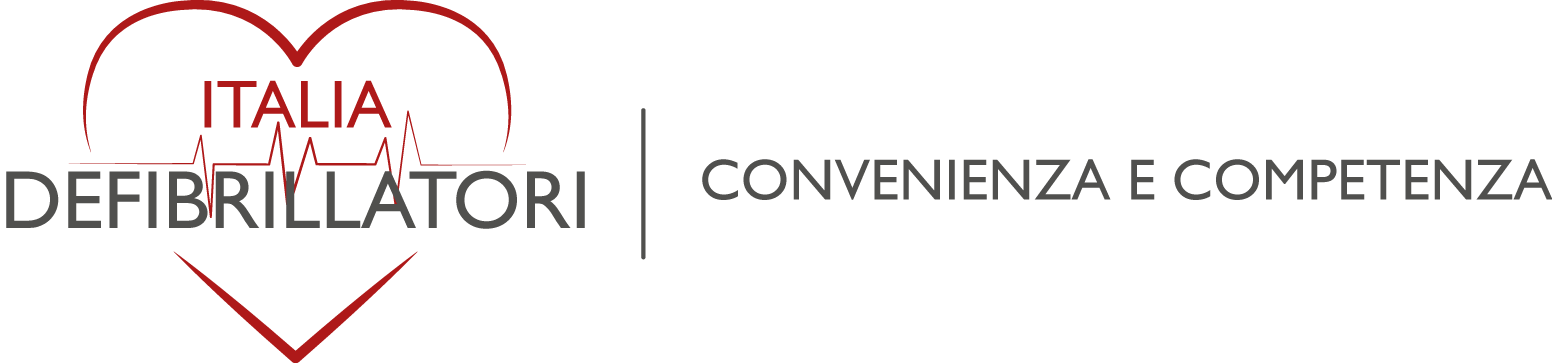 ITALIA
DEFIBRILLATORI
CONVENIENZA E COMPETENZA